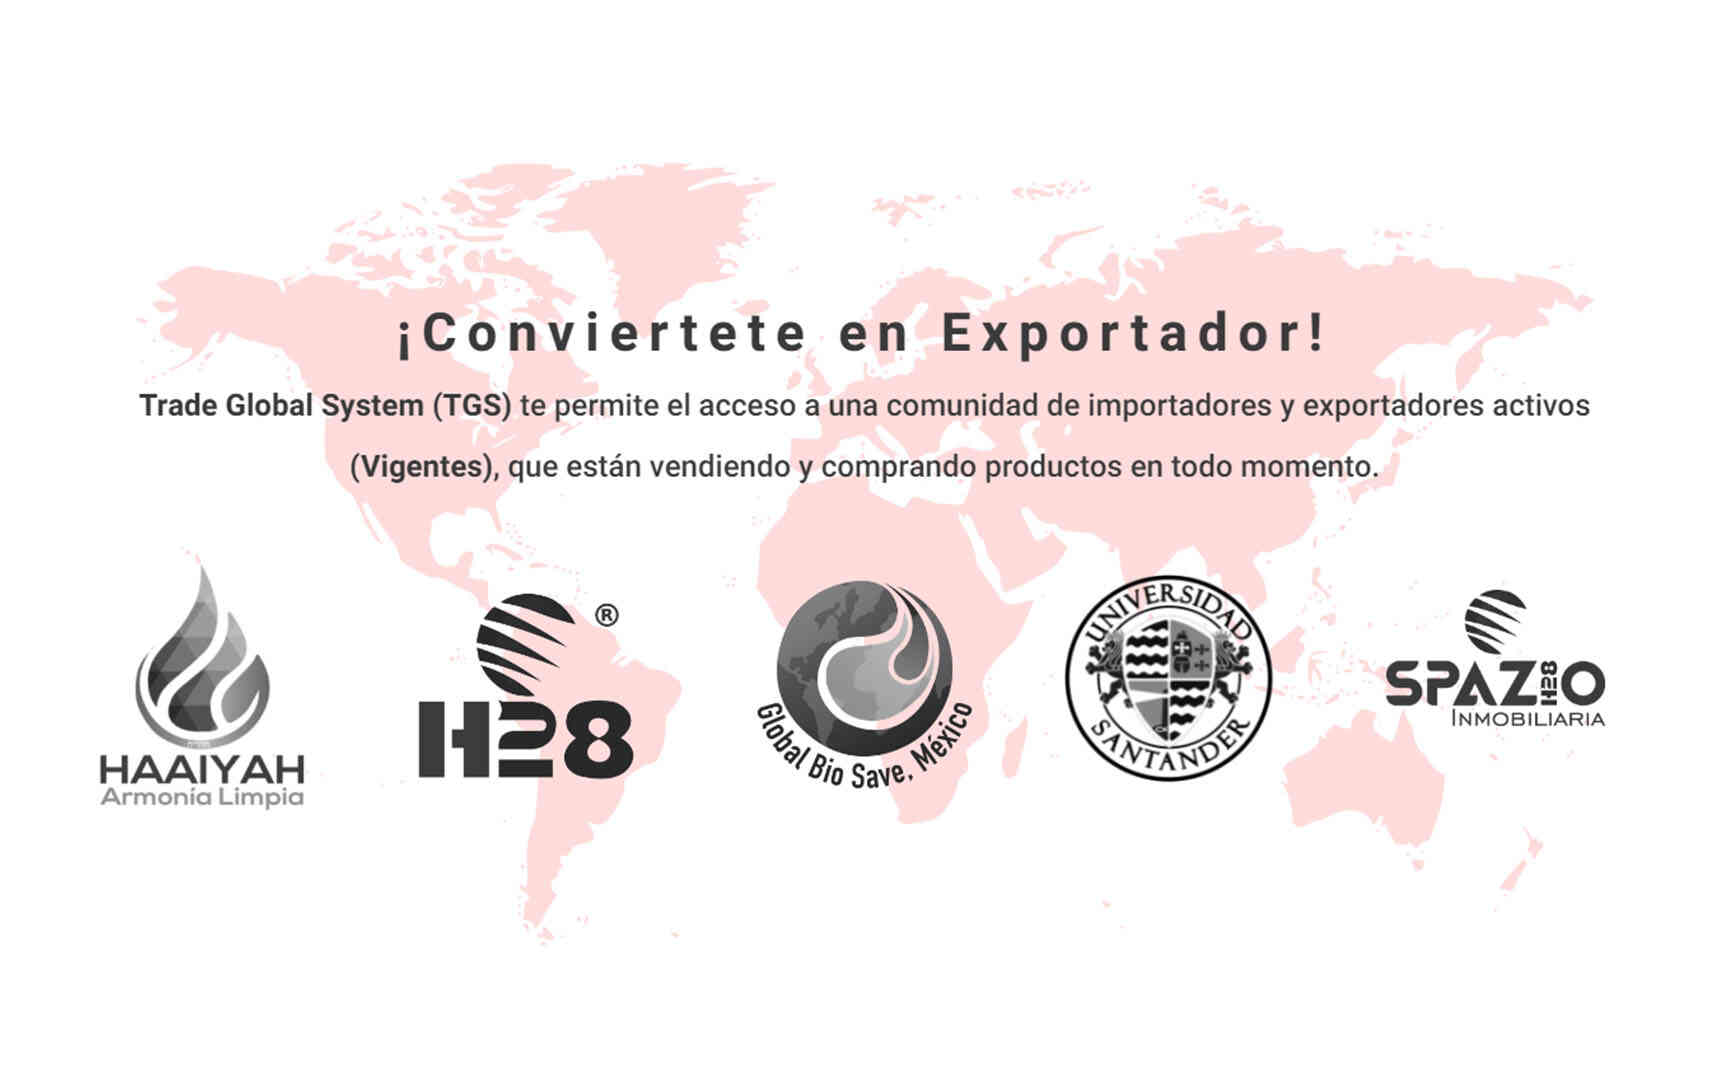 ¡Conviertete en Exportador!
Trade Global System (TGS) te permite el acceso a una comunidad de importadores y exportadores activos
(Vigentes), que están vendiendo y comprando productos en todo momento.
HAAIYAH
Armonía Limpia
H28
®
Global Bio Save, México
UNIVERSIDAD
SANTANDER
SPAZIO
H28
INMOBILIARIA